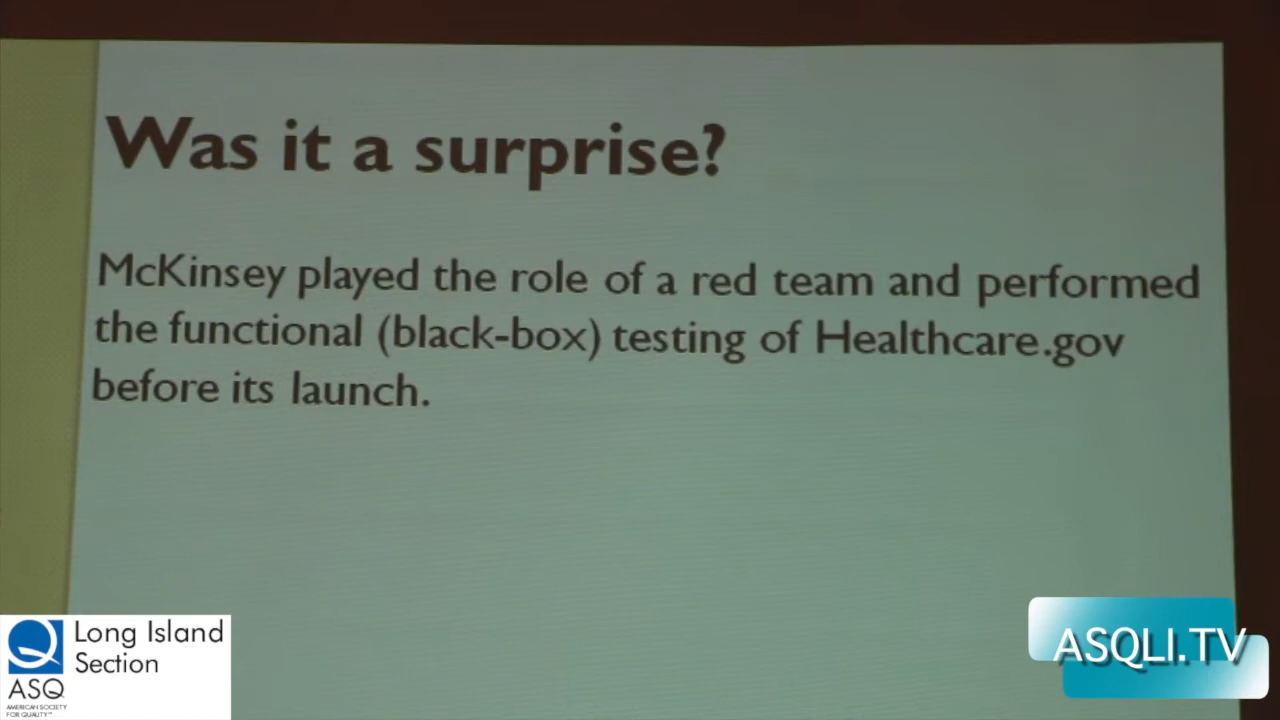 Was it a surprise?
McKinsey played the role of a red team and performed
the functional (black-box) testing of Healthcare.gov
before its launch.
Long Island
Section
ASQ
AMERICAN SOCIETY
FOR QUALITY™
ASQLI.TV